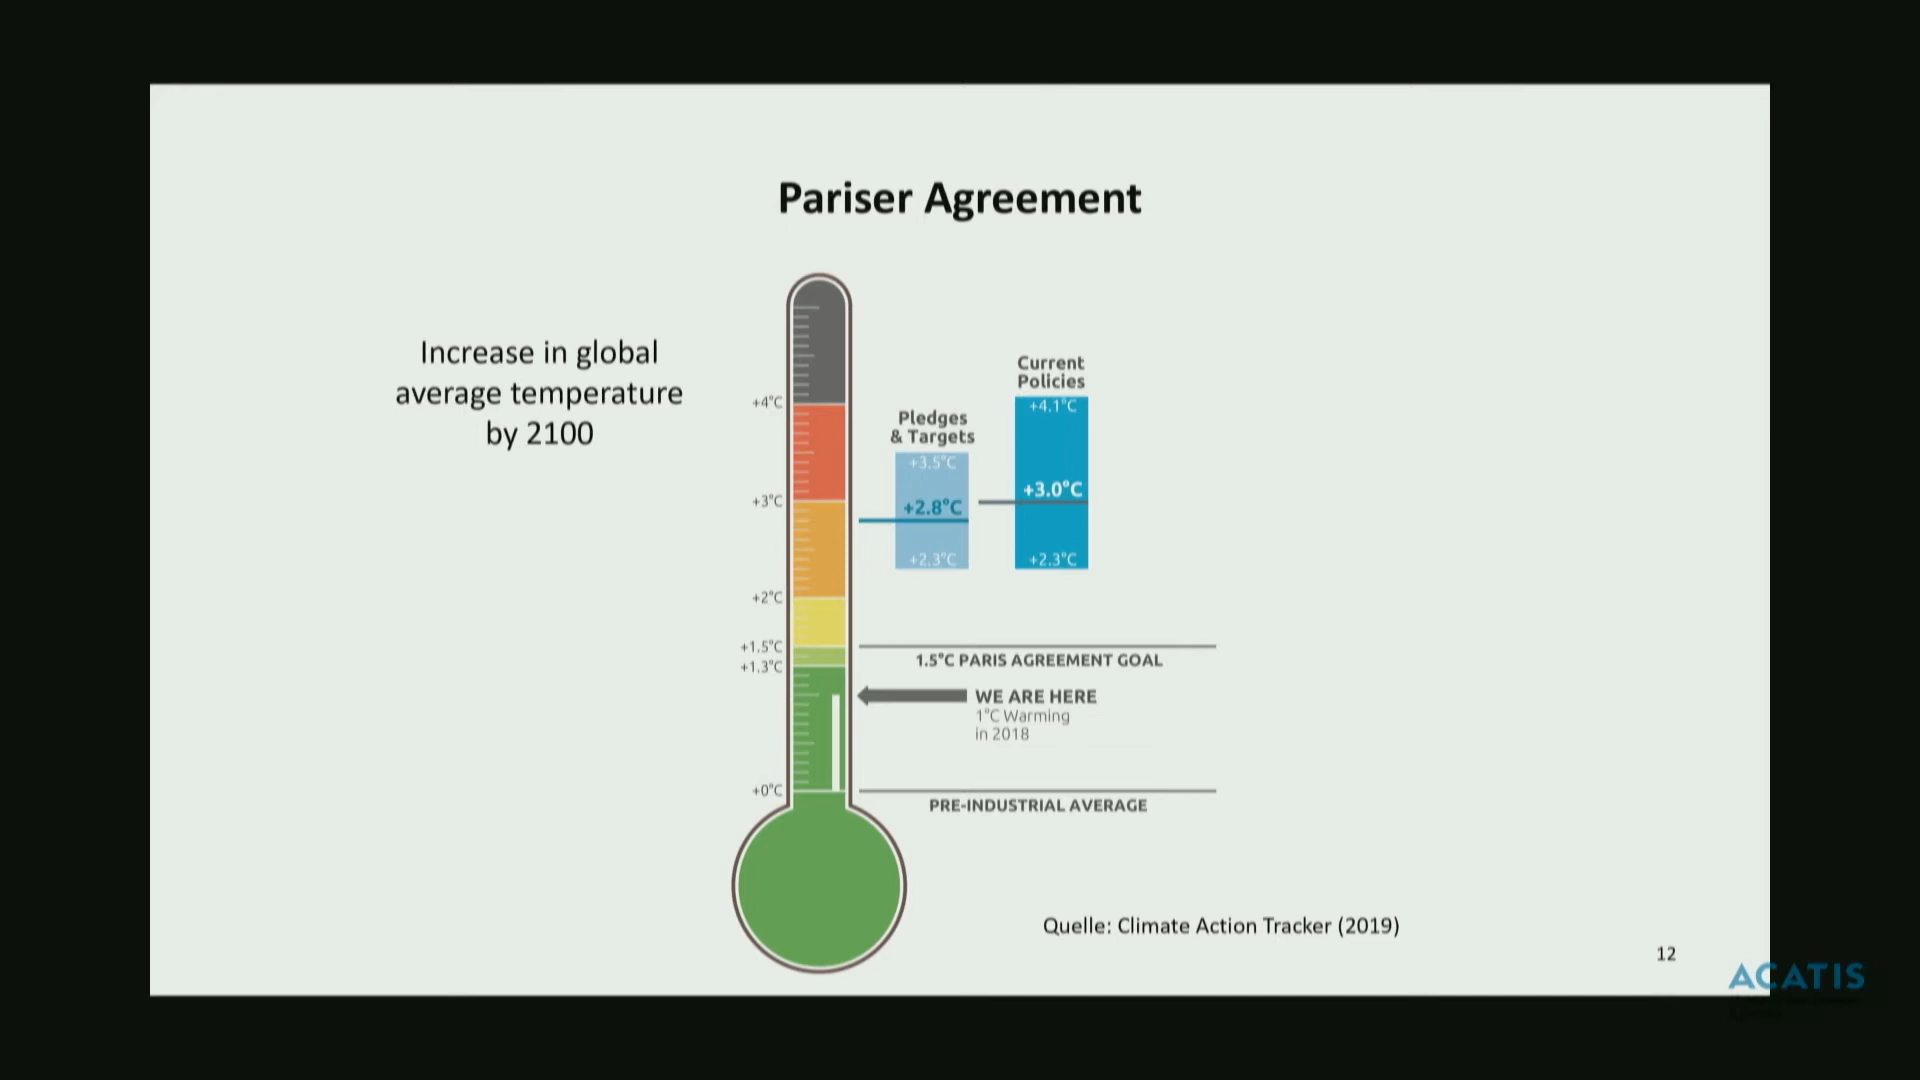 Pariser Agreement
Increase in global
average temperature
by 2100
+4°C
+3°C
+2°C
+1.5°C
+1.3°C
+0°C
Pledges
& Targets
+3.5°C
+2.8°C
+2.3°C
Current
Policies
+4.1°C
+3.0°C
+2.3°C
1.5°C PARIS AGREEMENT GOAL
WE ARE HERE
1°C Warming
in 2018
PRE-INDUSTRIAL AVERAGE
Quelle: Climate Action Tracker (2019)
12
ACATIS